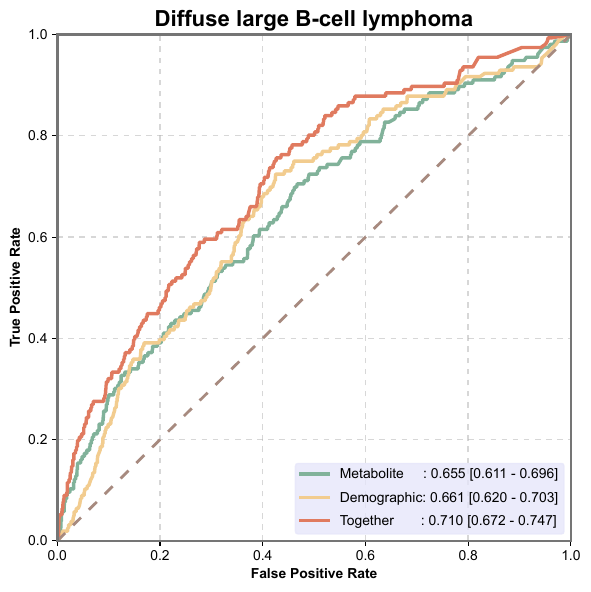 Diffuse large B-cell lymphoma
1.0
0.8
0.6
0.4
0.2
0.0
True Positive Rate
Metabolite : 0.655 [0.611 - 0.696]
Demographic: 0.661 [0.620 - 0.703]
Together : 0.710 [0.672 - 0.747]
0.0 0.2 0.4 0.6 0.8 1.0
False Positive Rate